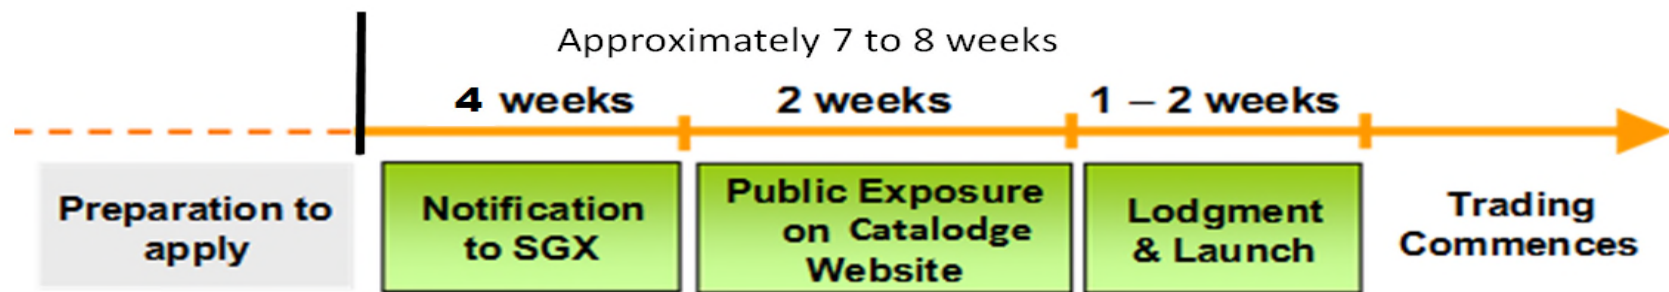 Approximately 7 to 8 weeks
4 weeks
2 weeks
1 – 2 weeks
Preparation to
apply
Notification
to SGX
Public Exposure
on Catalodge
Website
Lodgment
& Launch
Trading
Commences